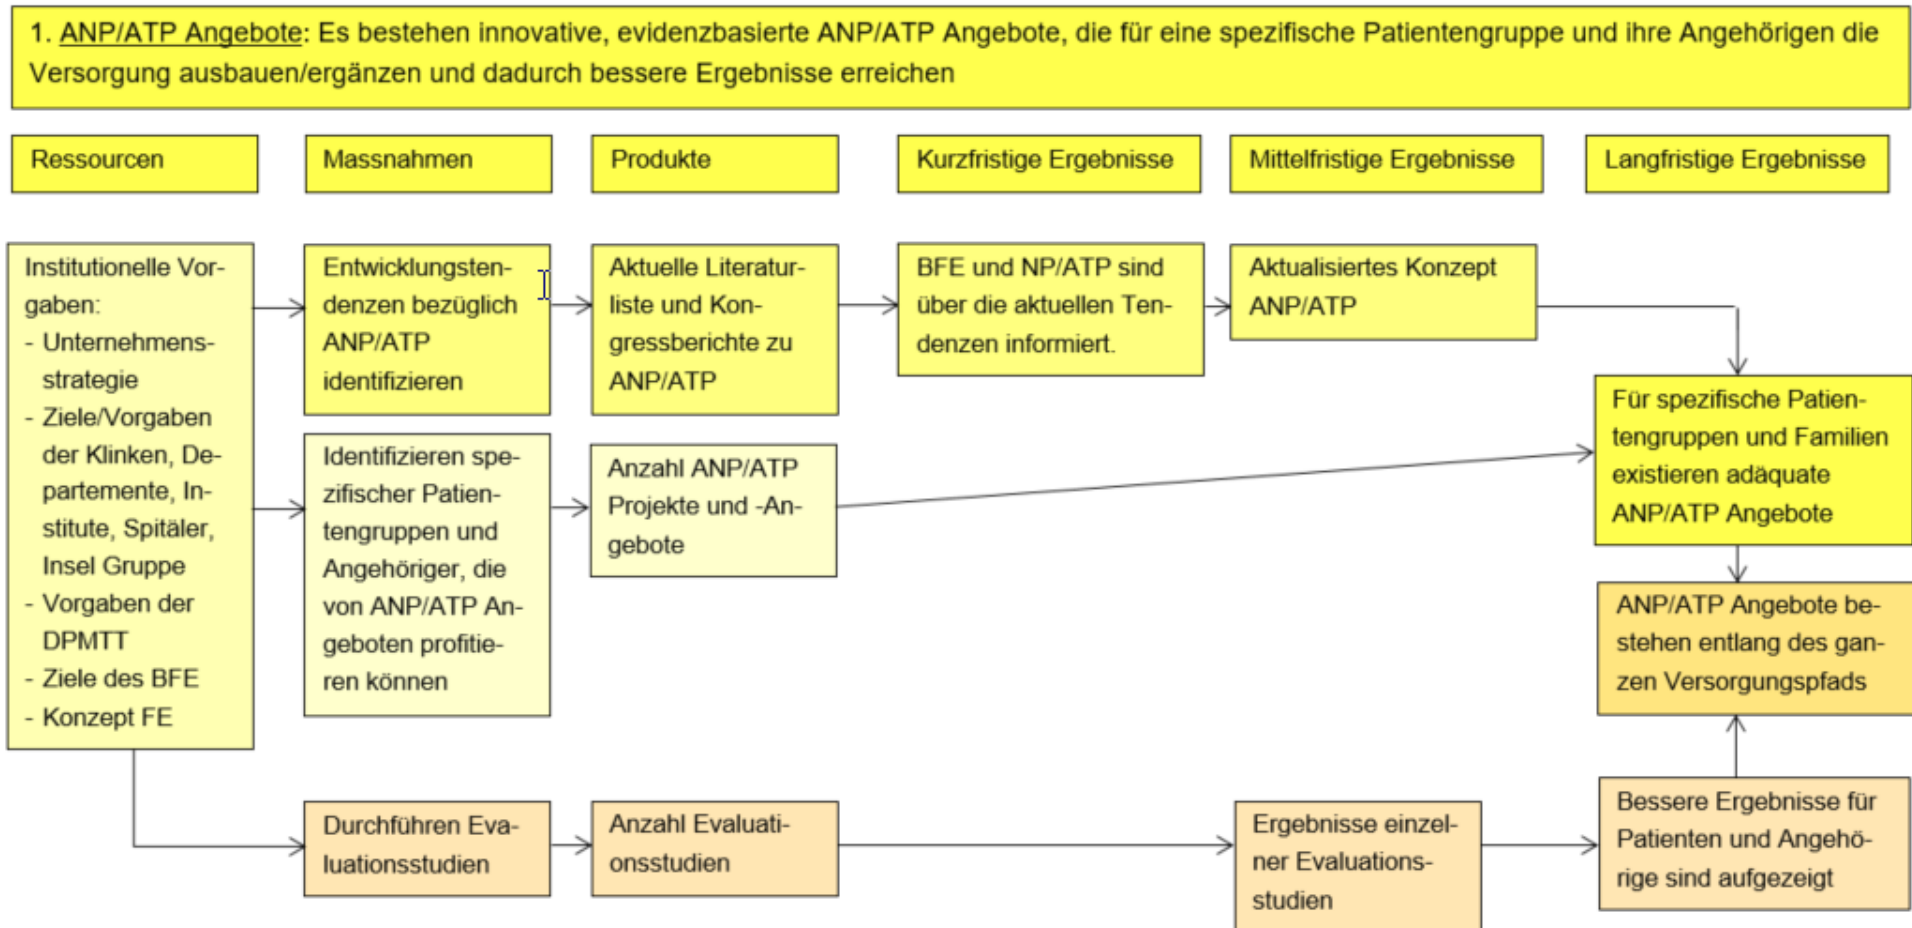 1. ANP/ATP Angebote: Es bestehen innovative, evidenzbasierte ANP/ATP Angebote, die für eine spezifische Patientengruppe und ihre Angehörigen die
Versorgung ausbauen/ergänzen und dadurch bessere Ergebnisse erreichen
Ressourcen
Massnahmen
Produkte
Kurzfristige Ergebnisse
Mittelfristige Ergebnisse
Langfristige Ergebnisse
Institutionelle Vor-
gaben:
- Unternehmens-
strategie
- Ziele/Vorgaben
der Klinken, De-
partemente, In-
stitute, Spitäler,
Insel Gruppe
- Vorgaben der
DPMTT
- Ziele des BFE
- Konzept FE
Entwicklungsten-
denzen bezüglich
ANP/ATP
identifizieren
Aktuelle Literatur-
liste und Kon-
gressberichte zu
ANP/ATP
BFE und NP/ATP sind
über die aktuellen Ten-
denzen informiert.
Aktualisiertes Konzept
ANP/ATP
Identifizieren spe-
zifischer Patien-
tengruppen und
Angehöriger, die
von ANP/ATP An-
geboten profitie-
ren können
Anzahl ANP/ATP
Projekte und -An-
gebote
Für spezifische Patien-
tengruppen und Familien
existieren adäquate
ANP/ATP Angebote
ANP/ATP Angebote be-
stehen entlang des gan-
zen Versorgungspfads
Durchführen Eva-
luationsstudien
Anzahl Evaluati-
onsstudien
Ergebnisse einzel-
ner Evaluations-
studien
Bessere Ergebnisse für
Patienten und Angehö-
rige sind aufgezeigt